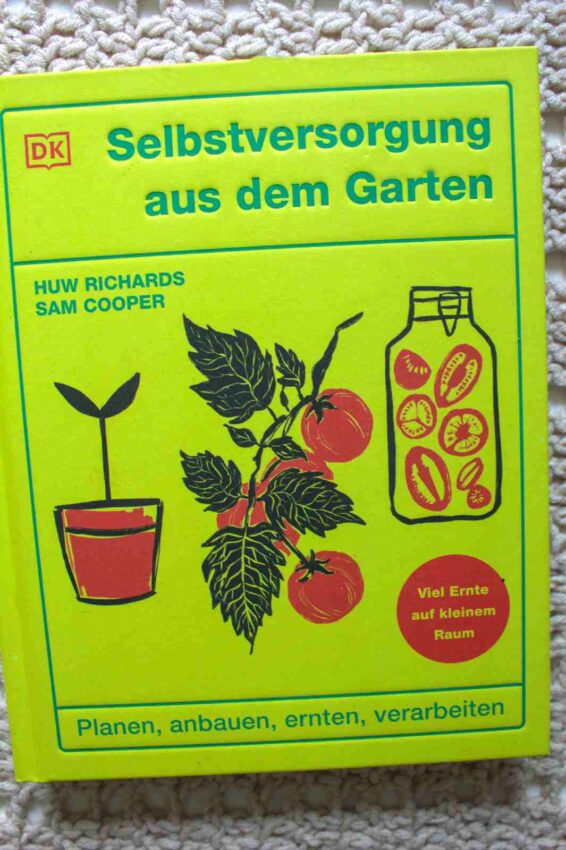 DK
Selbstversorgung
aus dem Garten
HUW RICHARDS
SAM COOPER
Viel Ernte
auf kleinem
Raum
Planen, anbauen, ernten, verarbeiten